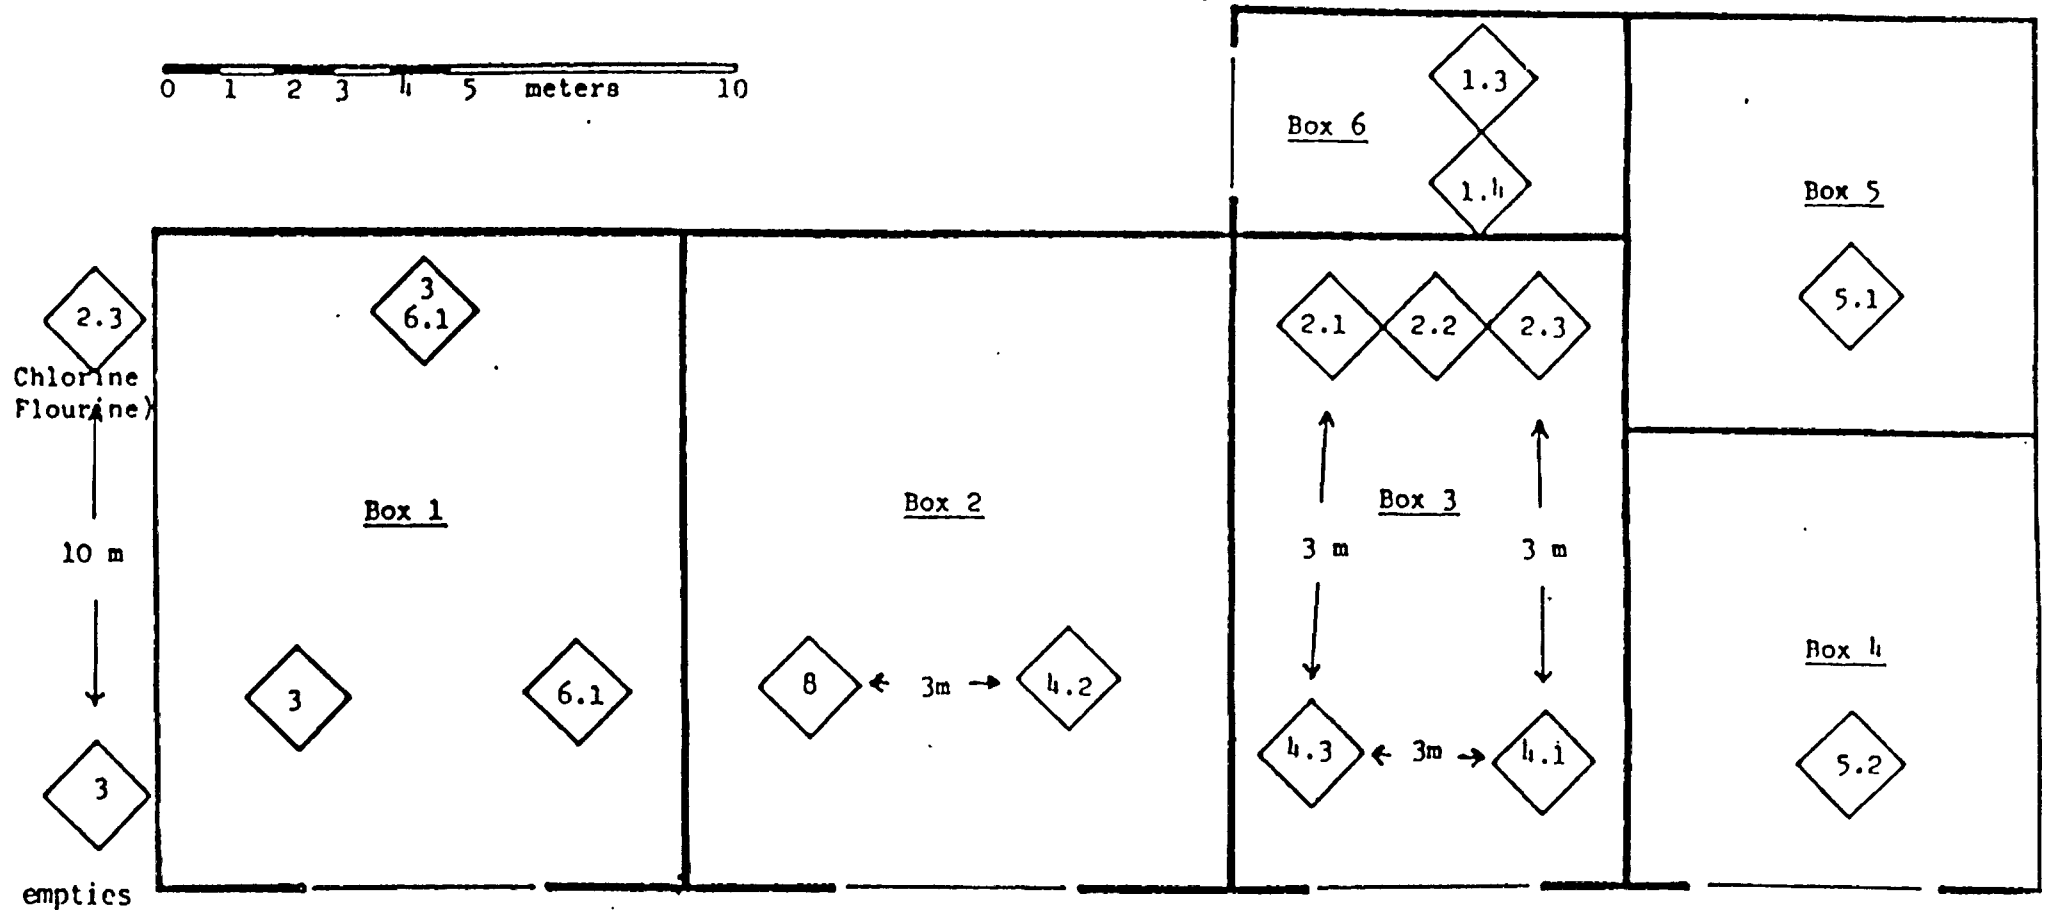 0 1 2 3 4 5 meters 10
1.3
Box 6
1.4
Box 5
5.1
2.3
Chlorine
Flourine)
10 m
3
emptics
3
6.1
Box 1
3
6.1
Box 2
8
3m
4.2
2.1
2.2
2.3
Box 3
3 m
3 m
4.3
3m
4.1
Box 4
5.2